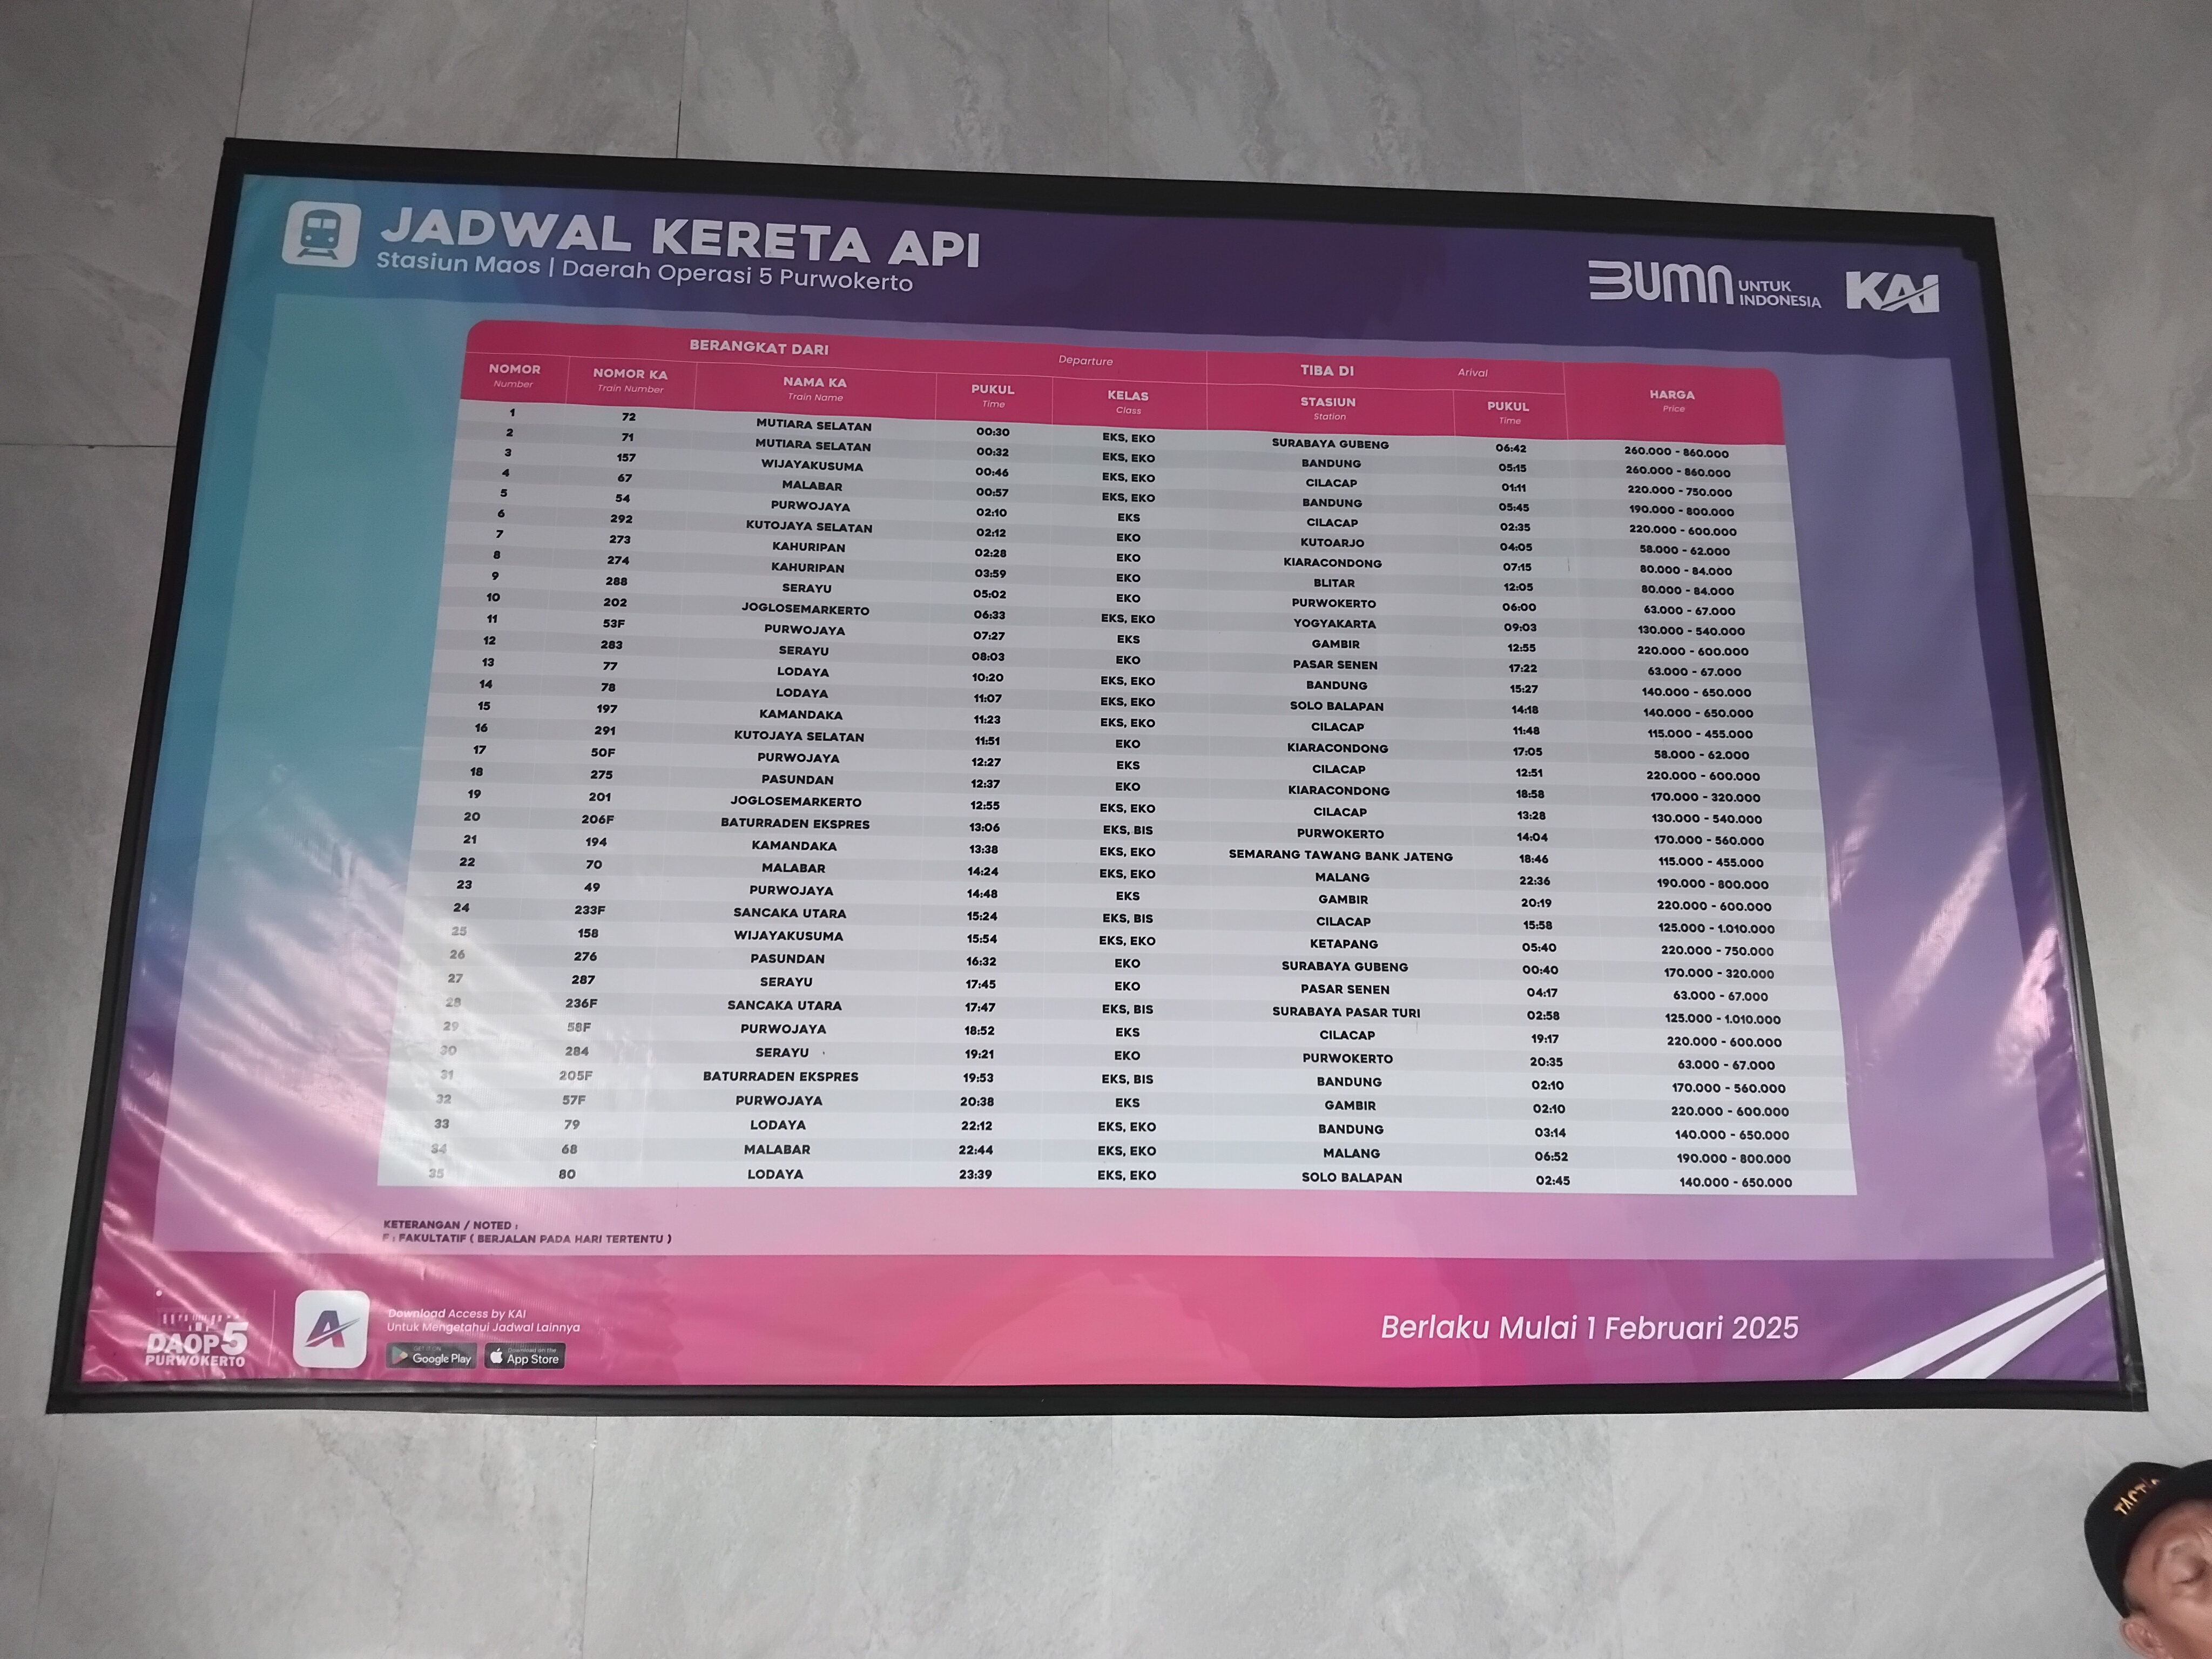 JADWAL KERETA API
Stasiun Maos | Daerah Operasi 5 Purwokerto
BUMN UNTUK INDONESIA KAI
BERANGKAT DARI Departure TIBA DI Arival HARGA Price
NOMOR Number NOMOR KA Train Number NAMA KA Train Name PUKUL Time KELAS Class STASIUN Station PUKUL Time
1 72 MUTIARA SELATAN 00:30 EKS, EKO SURABAYA GUBENG 06:42 260.000 - 860.000
2 71 MUTIARA SELATAN 00:32 EKS, EKO BANDUNG 05:15 260.000 - 860.000
3 157 WIJAYAKUSUMA 00:46 EKS, EKO CILACAP 01:11 220.000 - 750.000
4 67 MALABAR 00:57 EKS, EKO BANDUNG 05:45 190.000 - 800.000
5 54 PURWOJAYA 02:10 EKS CILACAP 02:35 220.000 - 600.000
6 292 KUTOJAYA SELATAN 02:12 EKO KUTOARJO 04:05 58.000 - 62.000
7 273 KAHURIPAN 02:28 EKO KIARACONDONG 07:15 80.000 - 84.000
8 274 KAHURIPAN 03:59 EKO BLITAR 12:05 80.000 - 84.000
9 288 SERAYU 05:02 EKO PURWOKERTO 06:00 63.000 - 67.000
10 202 JOGLOSEMARKERTO 06:33 EKS, EKO YOGYAKARTA 09:03 130.000 - 540.000
11 53F PURWOJAYA 07:27 EKS GAMBIR 12:55 220.000 - 600.000
12 283 SERAYU 08:03 EKO PASAR SENEN 17:22 63.000 - 67.000
13 77 LODAYA 10:20 EKS, EKO BANDUNG 15:27 140.000 - 650.000
14 78 LODAYA 11:07 EKS, EKO SOLO BALAPAN 14:18 140.000 - 650.000
15 197 KAMANDAKA 11:23 EKS, EKO CILACAP 11:48 115.000 - 455.000
16 291 KUTOJAYA SELATAN 11:51 EKO KIARACONDONG 17:05 58.000 - 62.000
17 50F PURWOJAYA 12:27 EKS CILACAP 12:51 220.000 - 600.000
18 275 PASUNDAN 12:37 EKO KIARACONDONG 18:58 170.000 - 320.000
19 201 JOGLOSEMARKERTO 12:55 EKS, EKO CILACAP 13:28 130.000 - 540.000
20 206F BATURRADEN EKSPRES 13:06 EKS, BIS PURWOKERTO 14:04 170.000 - 560.000
21 194 KAMANDAKA 13:38 EKS, EKO SEMARANG TAWANG BANK JATENG 18:46 115.000 - 455.000
22 70 MALABAR 14:24 EKS, EKO MALANG 22:36 190.000 - 800.000
23 49 PURWOJAYA 14:48 EKS GAMBIR 20:19 220.000 - 600.000
24 233F SANCAKA UTARA 15:24 EKS, BIS CILACAP 15:58 125.000 - 1.010.000
25 158 WIJAYAKUSUMA 15:54 EKS, EKO KETAPANG 05:40 220.000 - 750.000
26 276 PASUNDAN 16:32 EKO SURABAYA GUBENG 00:40 170.000 - 320.000
27 287 SERAYU 17:45 EKO PASAR SENEN 04:17 63.000 - 67.000
28 236F SANCAKA UTARA 17:47 EKS, BIS SURABAYA PASAR TURI 02:58 125.000 - 1.010.000
29 58F PURWOJAYA 18:52 EKS CILACAP 19:17 220.000 - 600.000
30 284 SERAYU 19:21 EKO PURWOKERTO 20:35 63.000 - 67.000
31 205F BATURRADEN EKSPRES 19:53 EKS, BIS BANDUNG 02:10 170.000 - 560.000
32 57F PURWOJAYA 20:38 EKS GAMBIR 02:10 220.000 - 600.000
33 79 LODAYA 22:12 EKS, EKO BANDUNG 03:14 140.000 - 650.000
34 68 MALABAR 22:44 EKS, EKO MALANG 06:52 190.000 - 800.000
35 80 LODAYA 23:39 EKS, EKO SOLO BALAPAN 02:45 140.000 - 650.000
KETERANGAN / NOTED :
F : FAKULTATIF ( BERJALAN PADA HARI TERTENTU )
DAOP 5
PURWOKERTO
Download Access by KAI
Untuk Mengetahui Jadwal Lainnya
GET IT ON Google Play Download on the App Store
Berlaku Mulai 1 Februari 2025